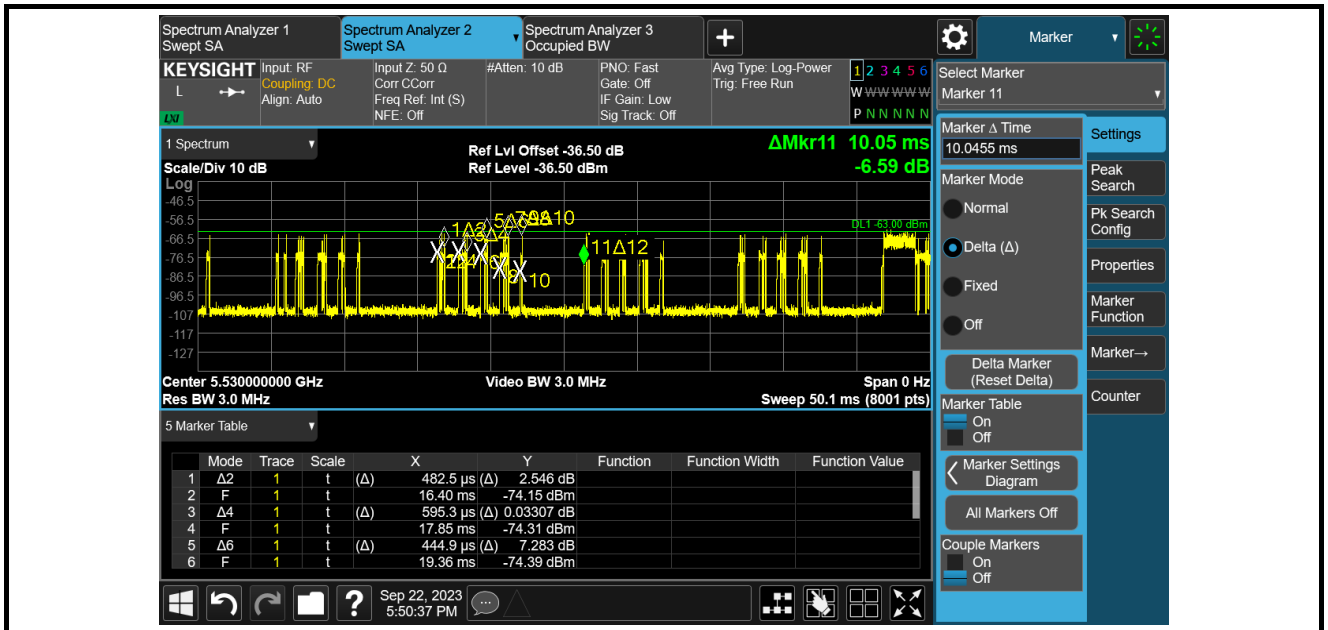 Spectrum Analyzer 1
Swept SA
Spectrum Analyzer 2
Swept SA
Spectrum Analyzer 3
Occupied BW
Marker
KEYSIGHT
L
LXI
Input: RF
Coupling: DC
Align: Auto
Input Z: 50 Ω
Corr CCorr
Freq Ref: Int (S)
NFE: Off
#Atten: 10 dB
PNO: Fast
Gate: Off
IF Gain: Low
Sig Track: Off
Avg Type: Log-Power
Trig: Free Run
1 2 3 4 5 6
W W W W W W
P N N N N N
Select Marker
Marker 11
1 Spectrum
Scale/Div 10 dB
Log
Ref Lvl Offset -36.50 dB
Ref Level -36.50 dBm
ΔMkr11 10.05 ms
-6.59 dB
-46.5
-56.5
-66.5
-76.5
-86.5
-96.5
-107
-117
-127
DL1 -63.00 dBm
11Δ12
10
Center 5.530000000 GHz
Res BW 3.0 MHz
Video BW 3.0 MHz
Span 0 Hz
Sweep 50.1 ms (8001 pts)
5 Marker Table
Mode Trace Scale X Y Function Function Width Function Value
1 Δ2 1 t (Δ) 482.5 µs (Δ) 2.546 dB
2 F 1 t 16.40 ms -74.15 dBm
3 Δ4 1 t (Δ) 595.3 µs (Δ) 0.03307 dB
4 F 1 t 17.85 ms -74.31 dBm
5 Δ6 1 t (Δ) 444.9 µs (Δ) 7.283 dB
6 F 1 t 19.36 ms -74.39 dBm
Marker Δ Time
10.0455 ms
Marker Mode
Normal
Delta (Δ)
Fixed
Off
Delta Marker
(Reset Delta)
Marker Table
On
Off
Marker Settings
Diagram
All Markers Off
Couple Markers
On
Off
Settings
Peak
Search
Pk Search
Config
Properties
Marker
Function
Marker→
Counter
?
Sep 22, 2023
5:50:37 PM